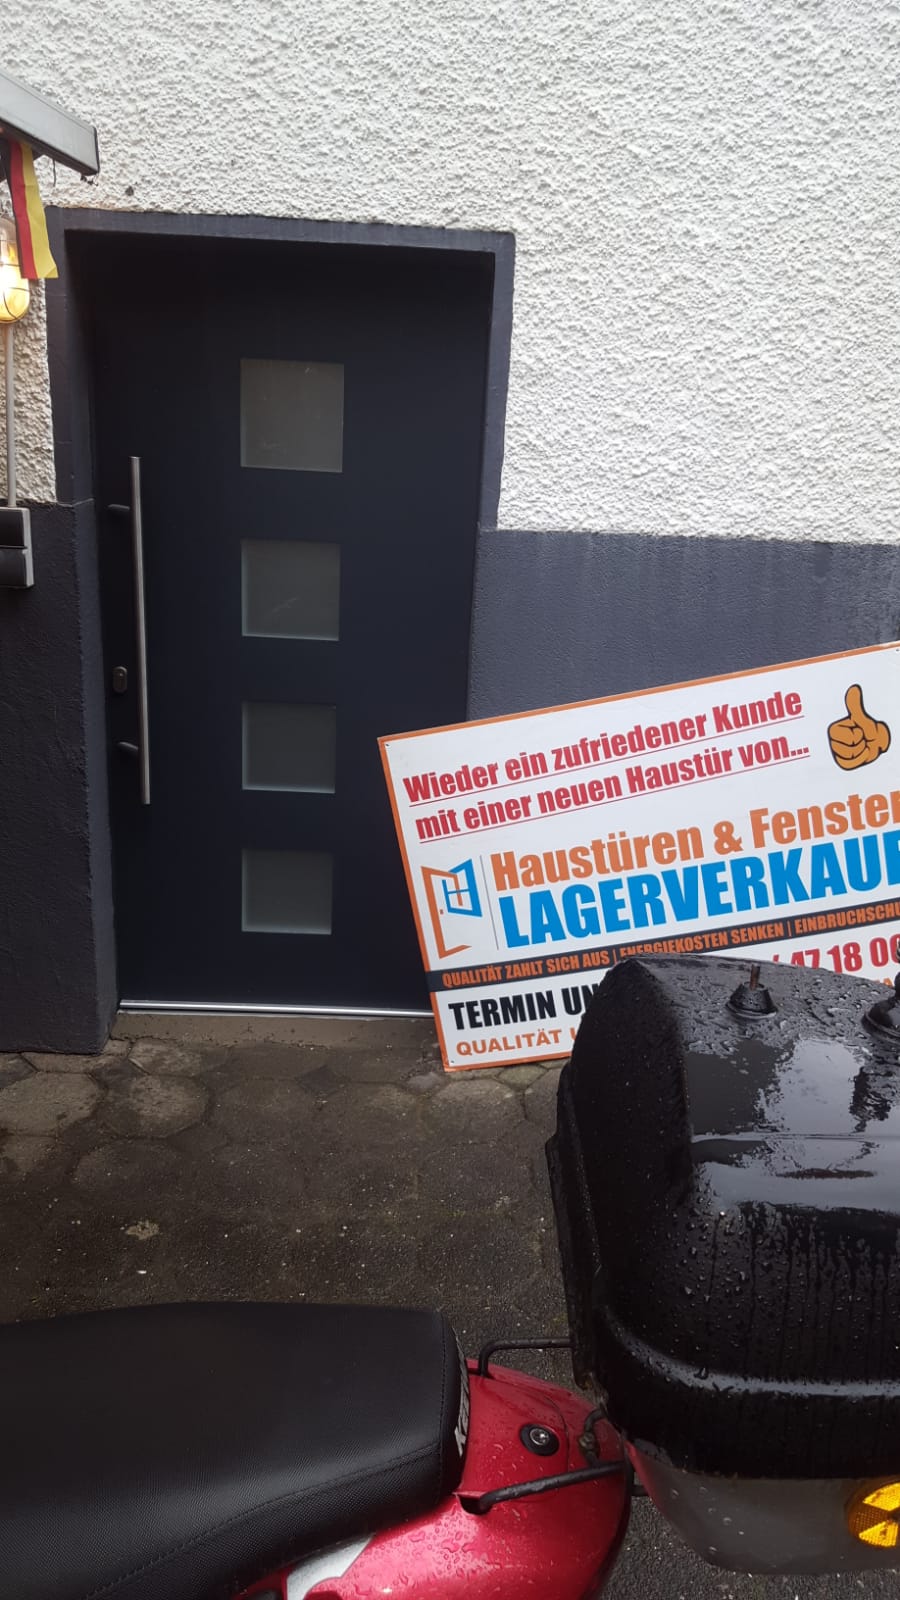 Wieder ein zufriedener Kunde
mit einer neuen Haustür von...
Haustüren & Fenster
LAGERVERKAUF
QUALITÄT ZAHLT SICH AUS | ENERGIEKOSTEN SENKEN | EINBRUCHSCHU
47 18 00
TERMIN UN
QUALITÄT